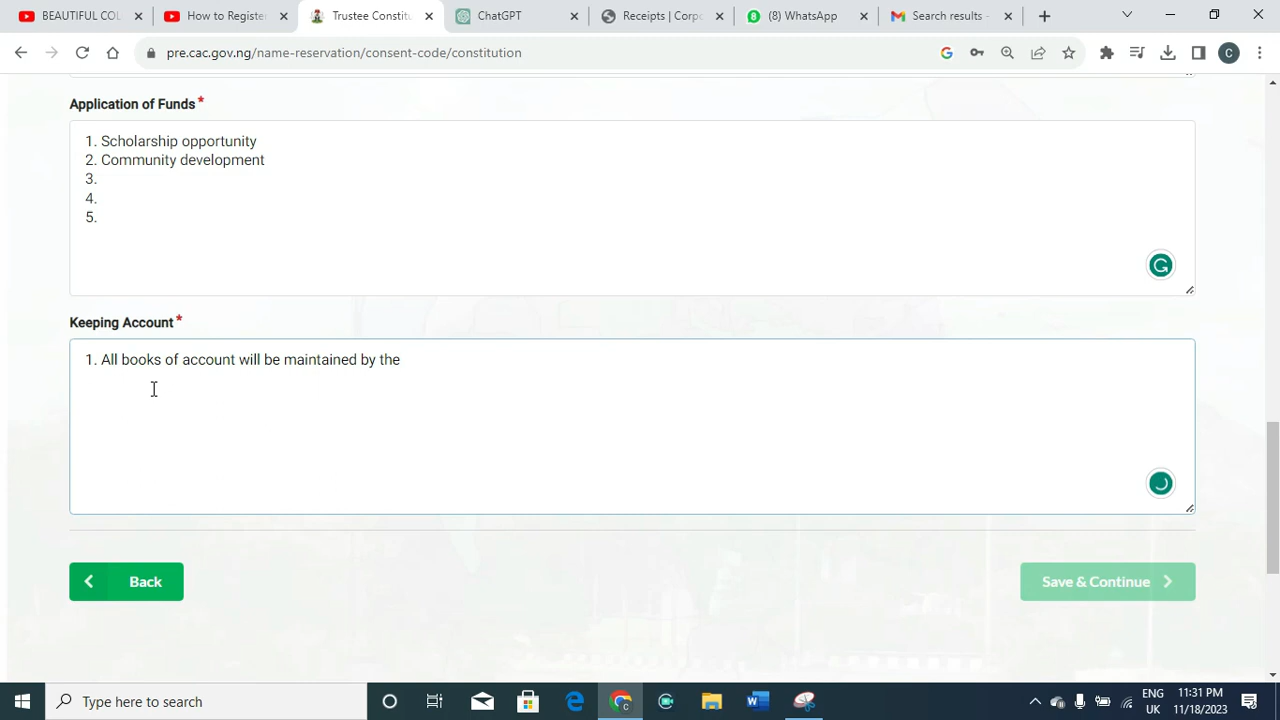 BEAUTIFUL COU
How to Register
Trustee Constitu
ChatGPT
Receipts | Corpo
(8) WhatsApp
Search results -
pre.cac.gov.ng/name-reservation/consent-code/constitution
C
Application of Funds *
1. Scholarship opportunity
2. Community development
3.
4.
5.
Keeping Account *
1. All books of account will be maintained by the
Back
Save & Continue
Type here to search
ENG
UK
11:31 PM
11/18/2023